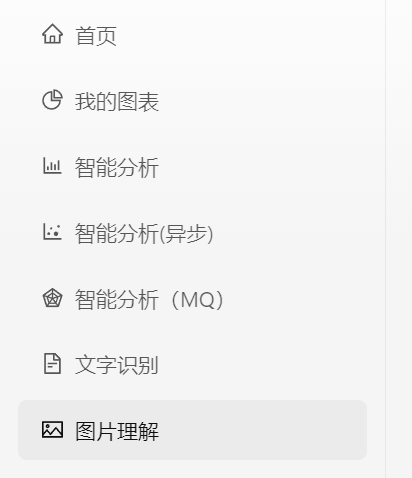 首页
我的图表
智能分析
智能分析(异步)
智能分析（MQ）
文字识别
图片理解